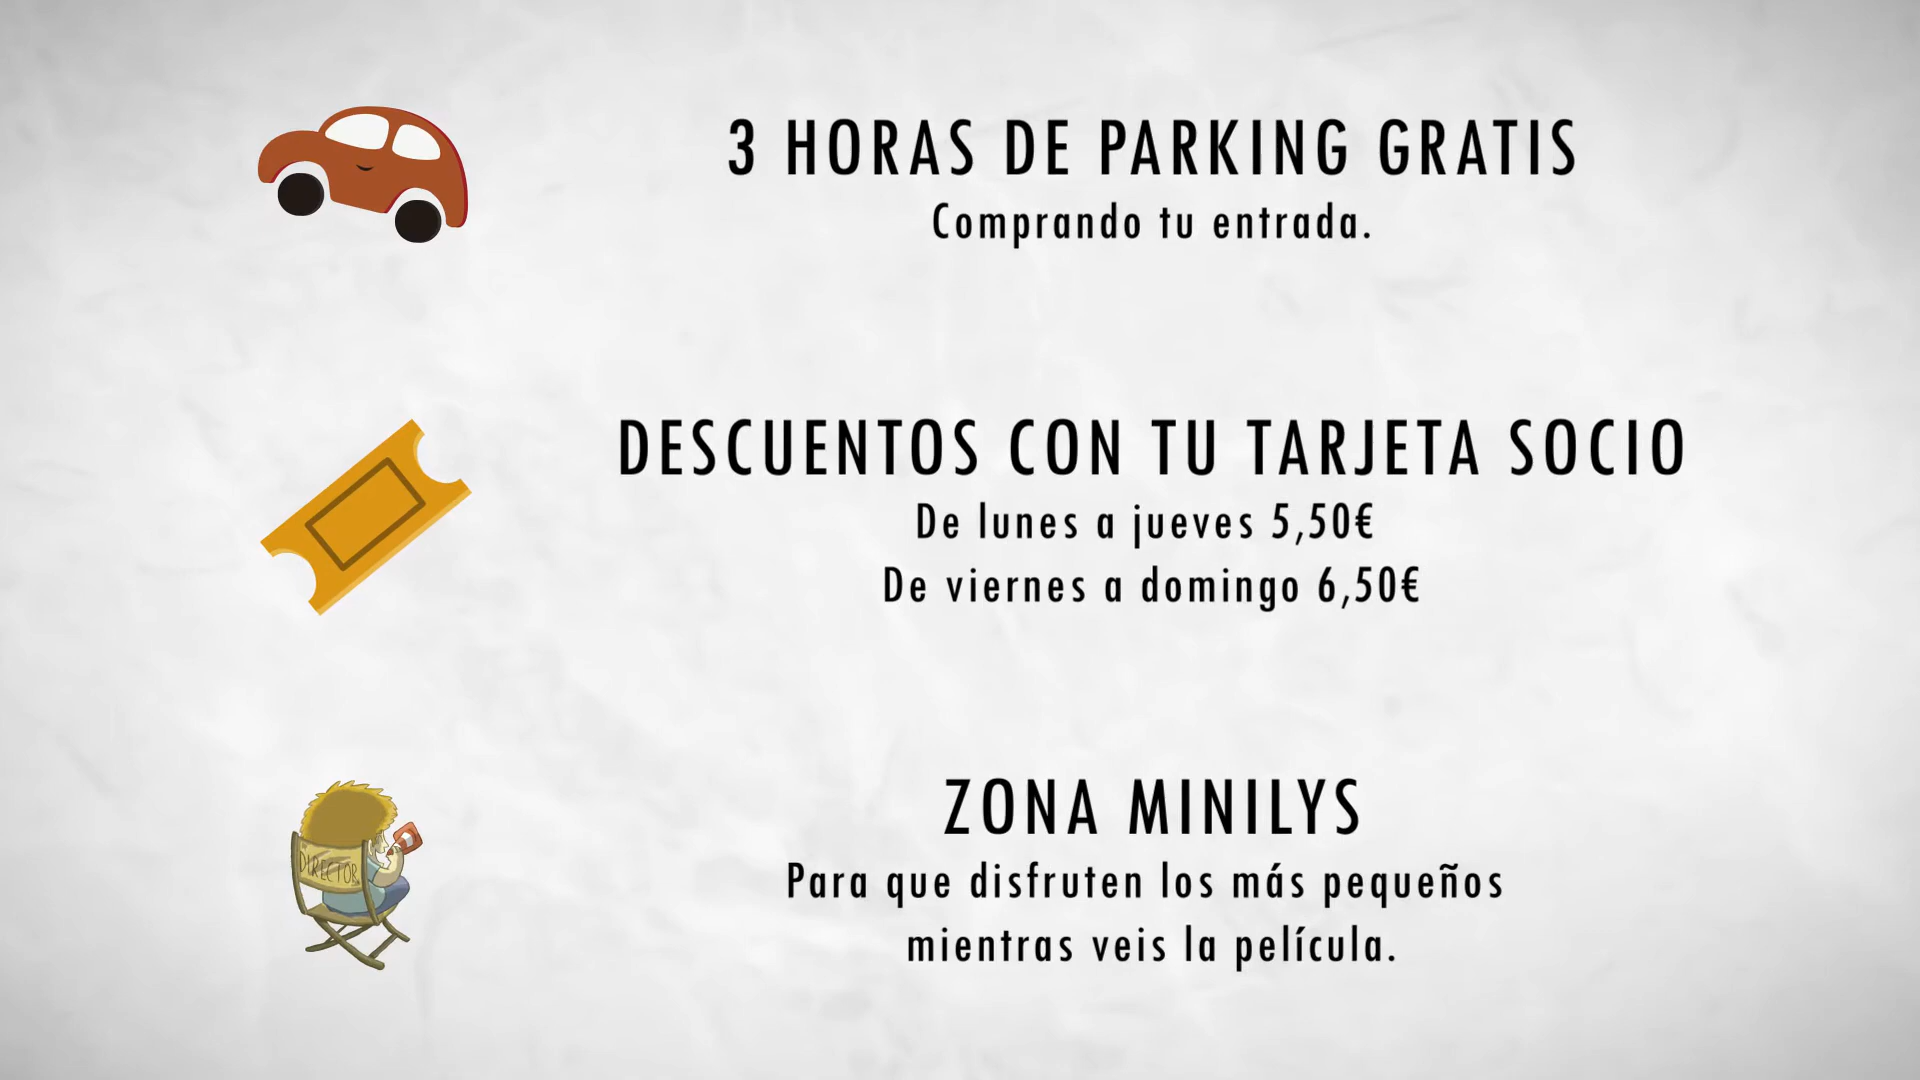 3 HORAS DE PARKING GRATIS
Comprando tu entrada.
DESCUENTOS CON TU TARJETA SOCIO
De lunes a jueves 5,50€
De viernes a domingo 6,50€
DIRECTOR
ZONA MINILYS
Para que disfruten los más pequeños
mientras veis la película.